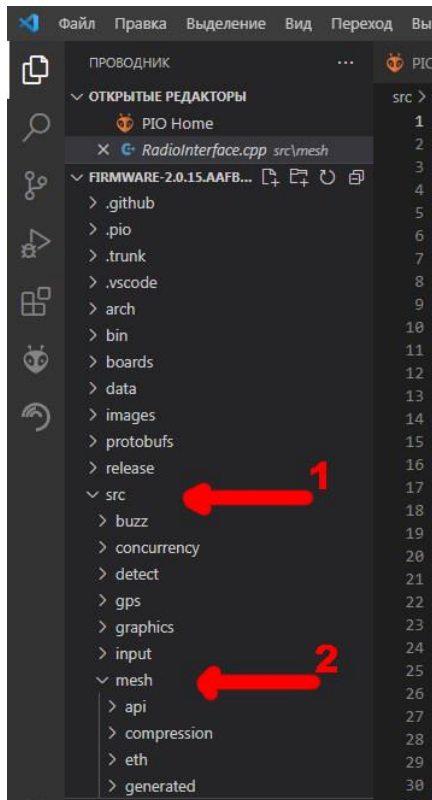 Файл Правка Выделение Вид Переход Вы
ПРОВОДНИК ... PIO
ОТКРЫТЫЕ РЕДАКТОРЫ
PIO Home
RadioInterface.cpp src\mesh
FIRMWARE-2.0.15.AAFB...
.github
.pio
.trunk
.vscode
arch
bin
boards
data
images
protobufs
release
src
buzz
concurrency
detect
gps
graphics
input
mesh
api
compression
eth
generated
1
2
src >
1
2
3
4
5
6
7
8
9
10
11
12
13
14
15
16
17
18
19
20
21
22
23
24
25
26
27
28
29
30